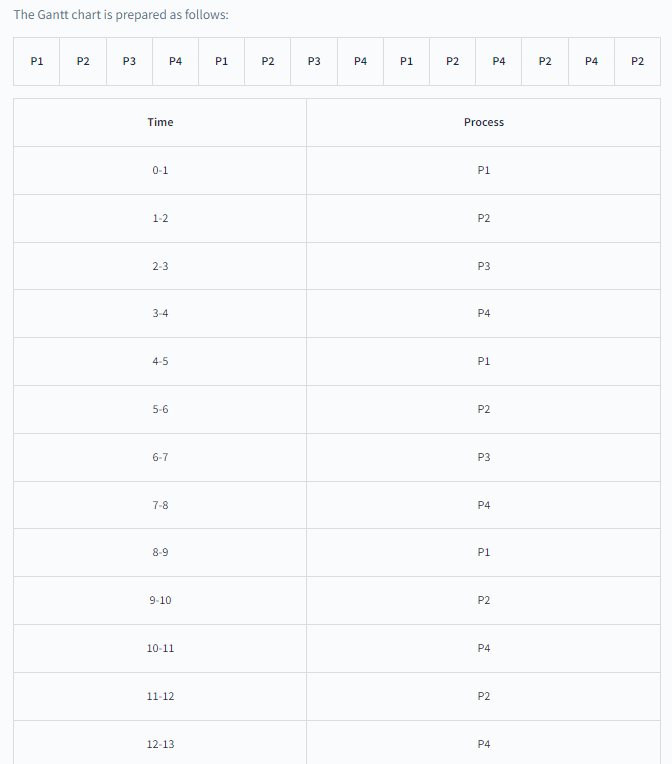 The Gantt chart is prepared as follows:
P1 P2 P3 P4 P1 P2 P3 P4 P1 P2 P4 P2 P4 P2
Time Process
0-1 P1
1-2 P2
2-3 P3
3-4 P4
4-5 P1
5-6 P2
6-7 P3
7-8 P4
8-9 P1
9-10 P2
10-11 P4
11-12 P2
12-13 P4